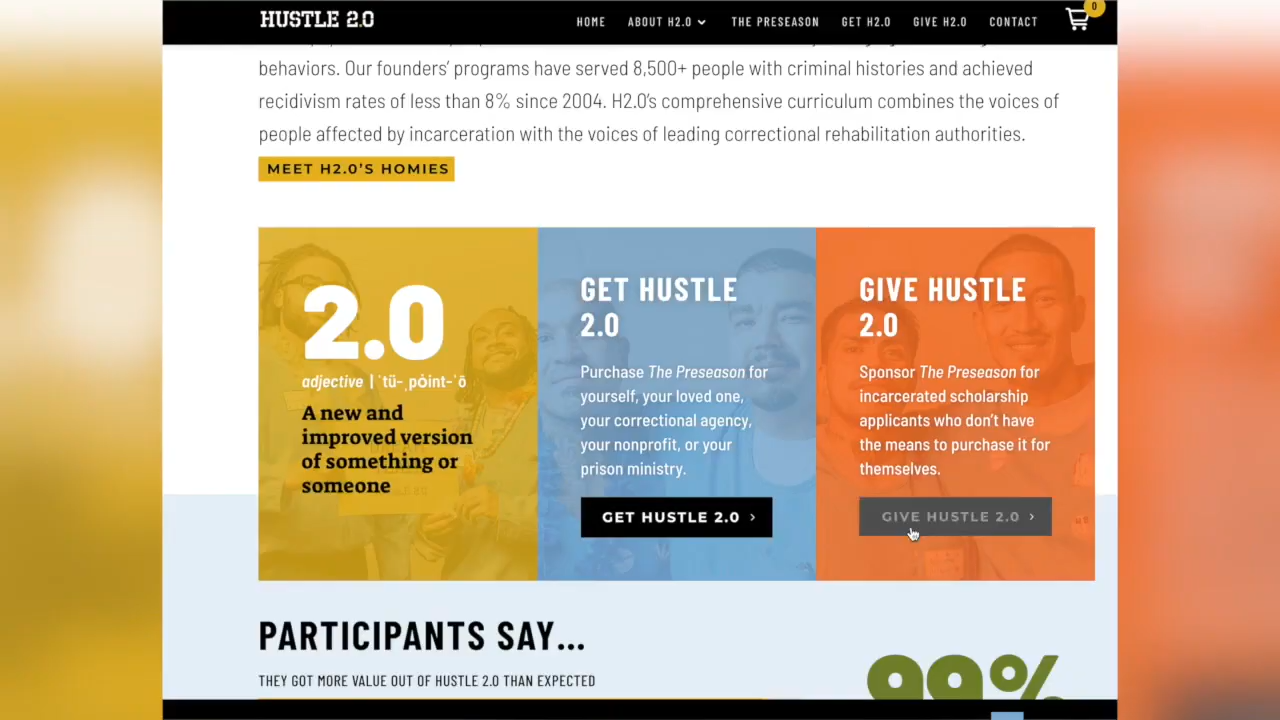 HUSTLE 2.0
HOME ABOUT H2.0 THE PRESEASON GET H2.0 GIVE H2.0 CONTACT
0
behaviors. Our founders’ programs have served 8,500+ people with criminal histories and achieved
recidivism rates of less than 8% since 2004. H2.0’s comprehensive curriculum combines the voices of
people affected by incarceration with the voices of leading correctional rehabilitation authorities.
MEET H2.0’S HOMIES
2.0
adjective | ˈtü-ˌpȯint-ˈō
A new and
improved version
of something or
someone
GET HUSTLE
2.0
Purchase The Preseason for
yourself, your loved one,
your correctional agency,
your nonprofit, or your
prison ministry.
GET HUSTLE 2.0 ›
GIVE HUSTLE
2.0
Sponsor The Preseason for
incarcerated scholarship
applicants who don’t have
the means to purchase it for
themselves.
GIVE HUSTLE 2.0 ›
PARTICIPANTS SAY...
THEY GOT MORE VALUE OUT OF HUSTLE 2.0 THAN EXPECTED
99%